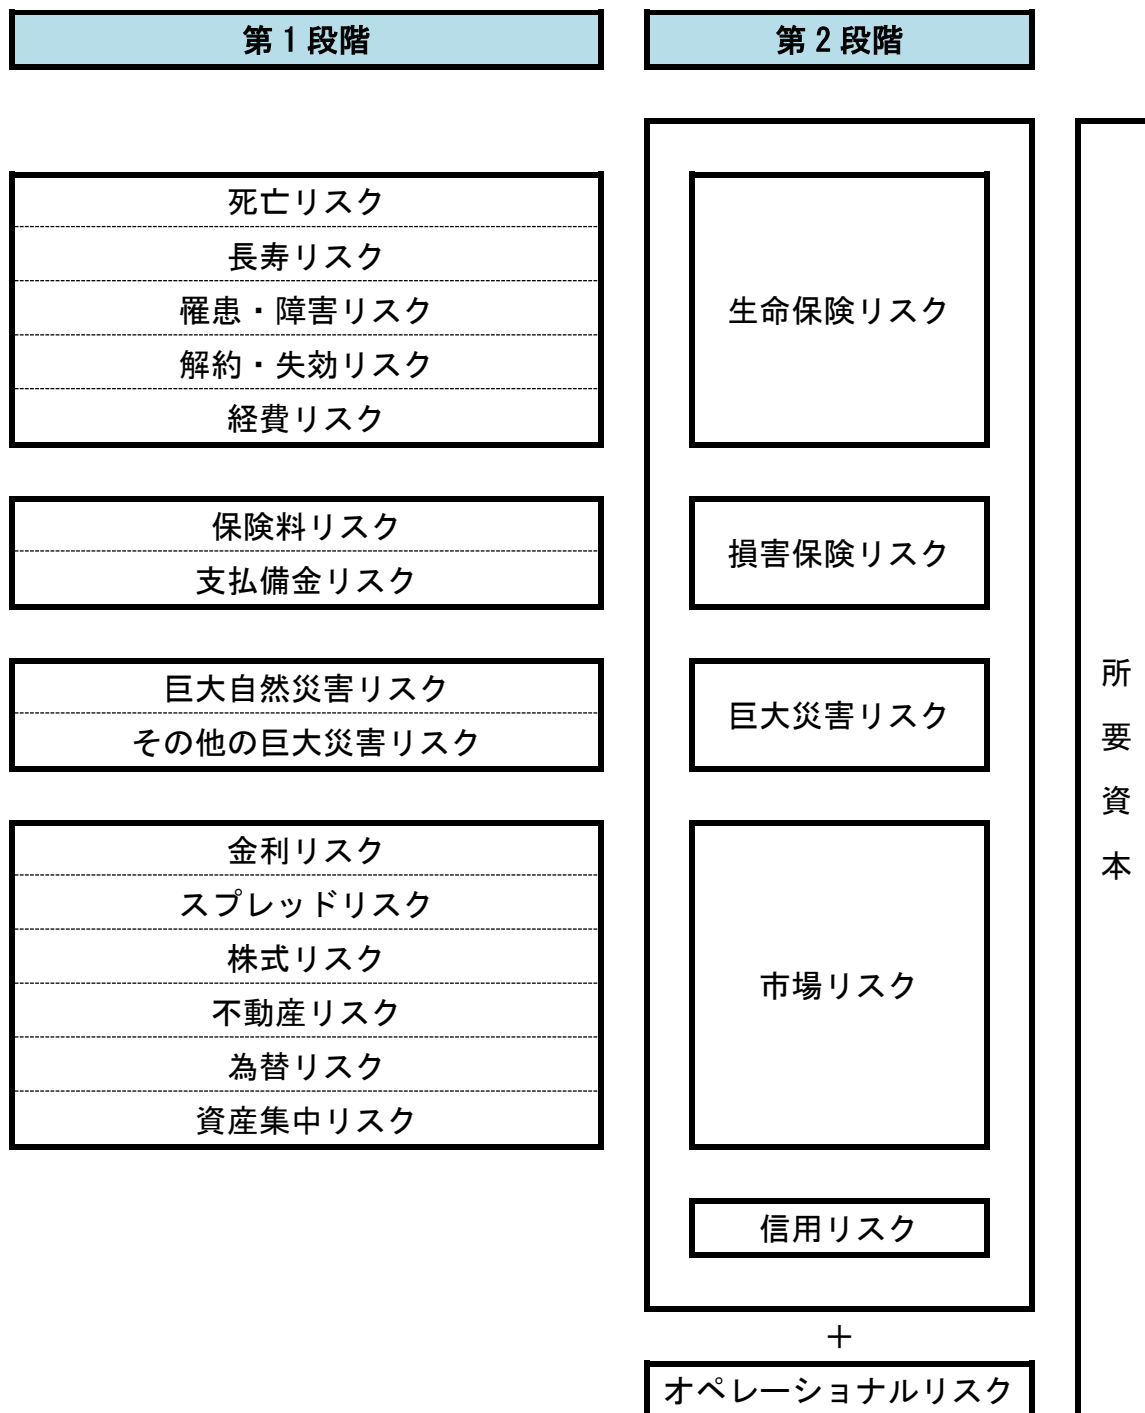 第1段階
第2段階
死亡リスク
長寿リスク
罹患・障害リスク
解約・失効リスク
経費リスク
生命保険リスク
保険料リスク
支払備金リスク
損害保険リスク
巨大自然災害リスク
その他の巨大災害リスク
巨大災害リスク
金利リスク
スプレッドリスク
株式リスク
不動産リスク
為替リスク
資産集中リスク
市場リスク
信用リスク
＋
オペレーショナルリスク
所要資本